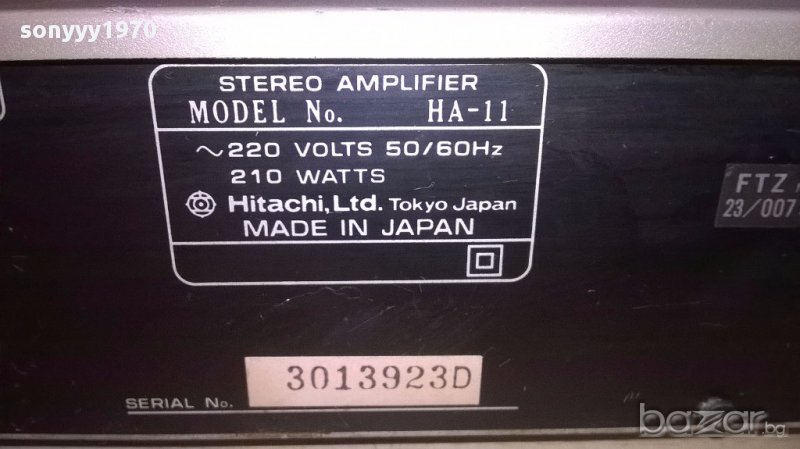 sonyyy1970
STEREO AMPLIFIER
MODEL No. HA-11
~220 VOLTS 50/60Hz
210 WATTS
Hitachi, Ltd. Tokyo Japan
MADE IN JAPAN
FTZ
23/007
SERIAL No. 3013923D
bazar.bg